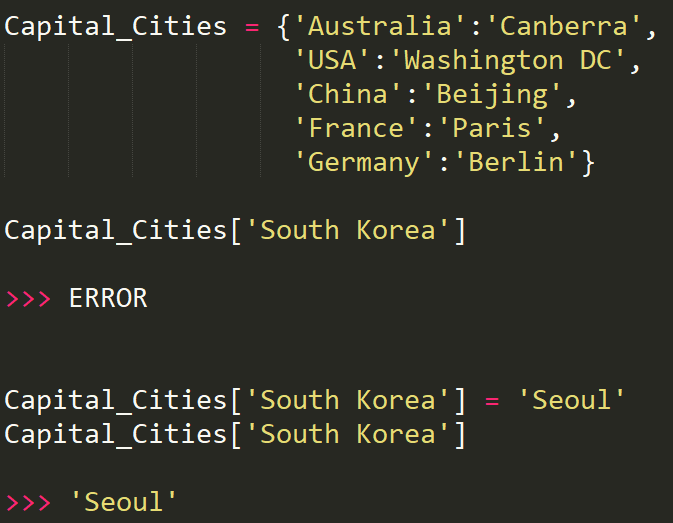 Capital_Cities = {'Australia':'Canberra',
'USA':'Washington DC',
'China':'Beijing',
'France':'Paris',
'Germany':'Berlin'}
Capital_Cities['South Korea']
>>> ERROR
Capital_Cities['South Korea'] = 'Seoul'
Capital_Cities['South Korea']
>>> 'Seoul'